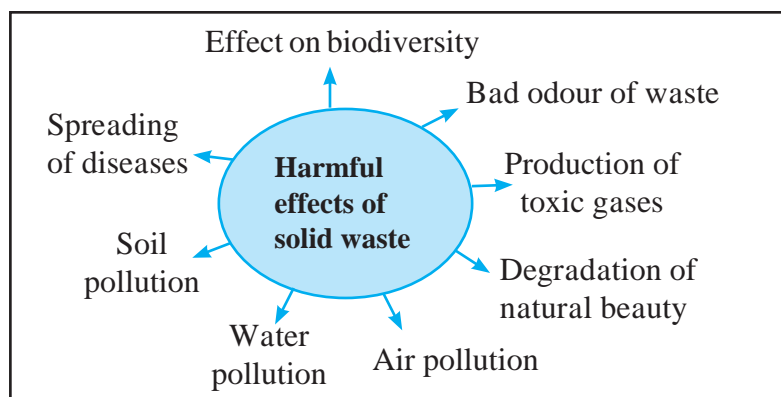 Effect on biodiversity
Bad odour of waste
Production of
toxic gases
Degradation of
natural beauty
Air pollution
Water
pollution
Soil
pollution
Spreading
of diseases
Harmful
effects of
solid waste